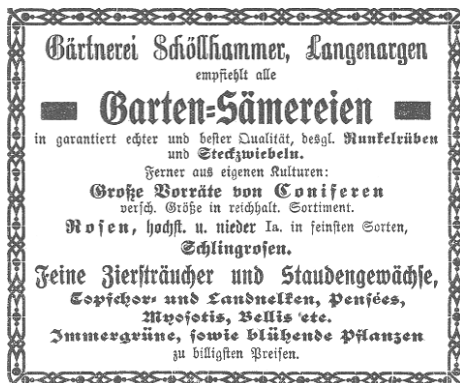 Gärtnerei Schöllhammer, Langenargen
empfiehlt alle
Garten=Sämereien
in garantiert echter und bester Qualität, desgl. Runkelrüben
und Steckzwiebeln.
Ferner aus eigenen Kulturen:
Große Vorräte von Coniferen
versch. Größe in reichhalt. Sortiment.
Rosen, hochst. u. nieder Ia. in feinsten Sorten,
Schlingrosen.
Feine Ziersträucher und Staudengewächse,
Topfchor- und Landnelken, Pensées,
Myosotis, Bellis etc.
Immergrüne, sowie blühende Pflanzen
zu billigsten Preisen.